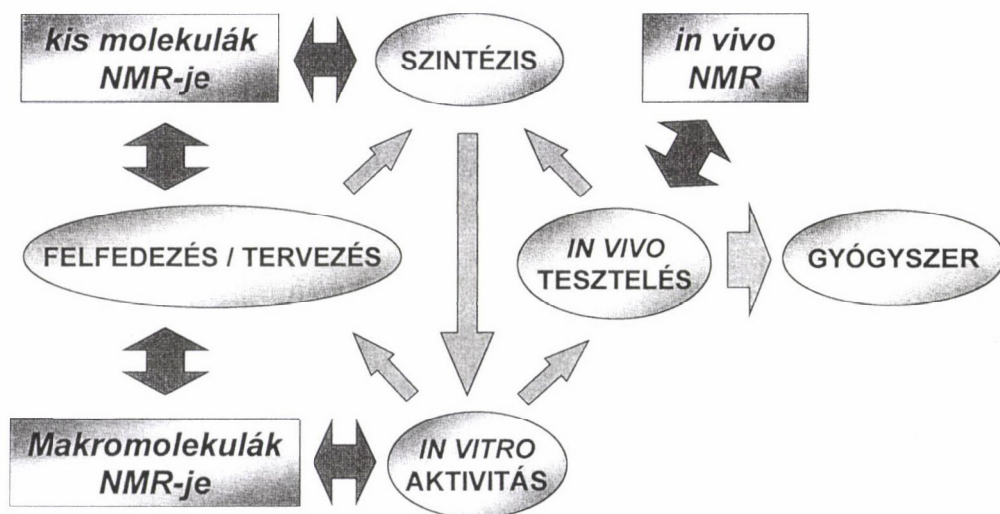 kis molekulák
NMR-je
SZINTÉZIS
in vivo
NMR
FELFEDEZÉS / TERVEZÉS
IN VIVO
TESZTELÉS
GYÓGYSZER
Makromolekulák
NMR-je
IN VITRO
AKTIVITÁS